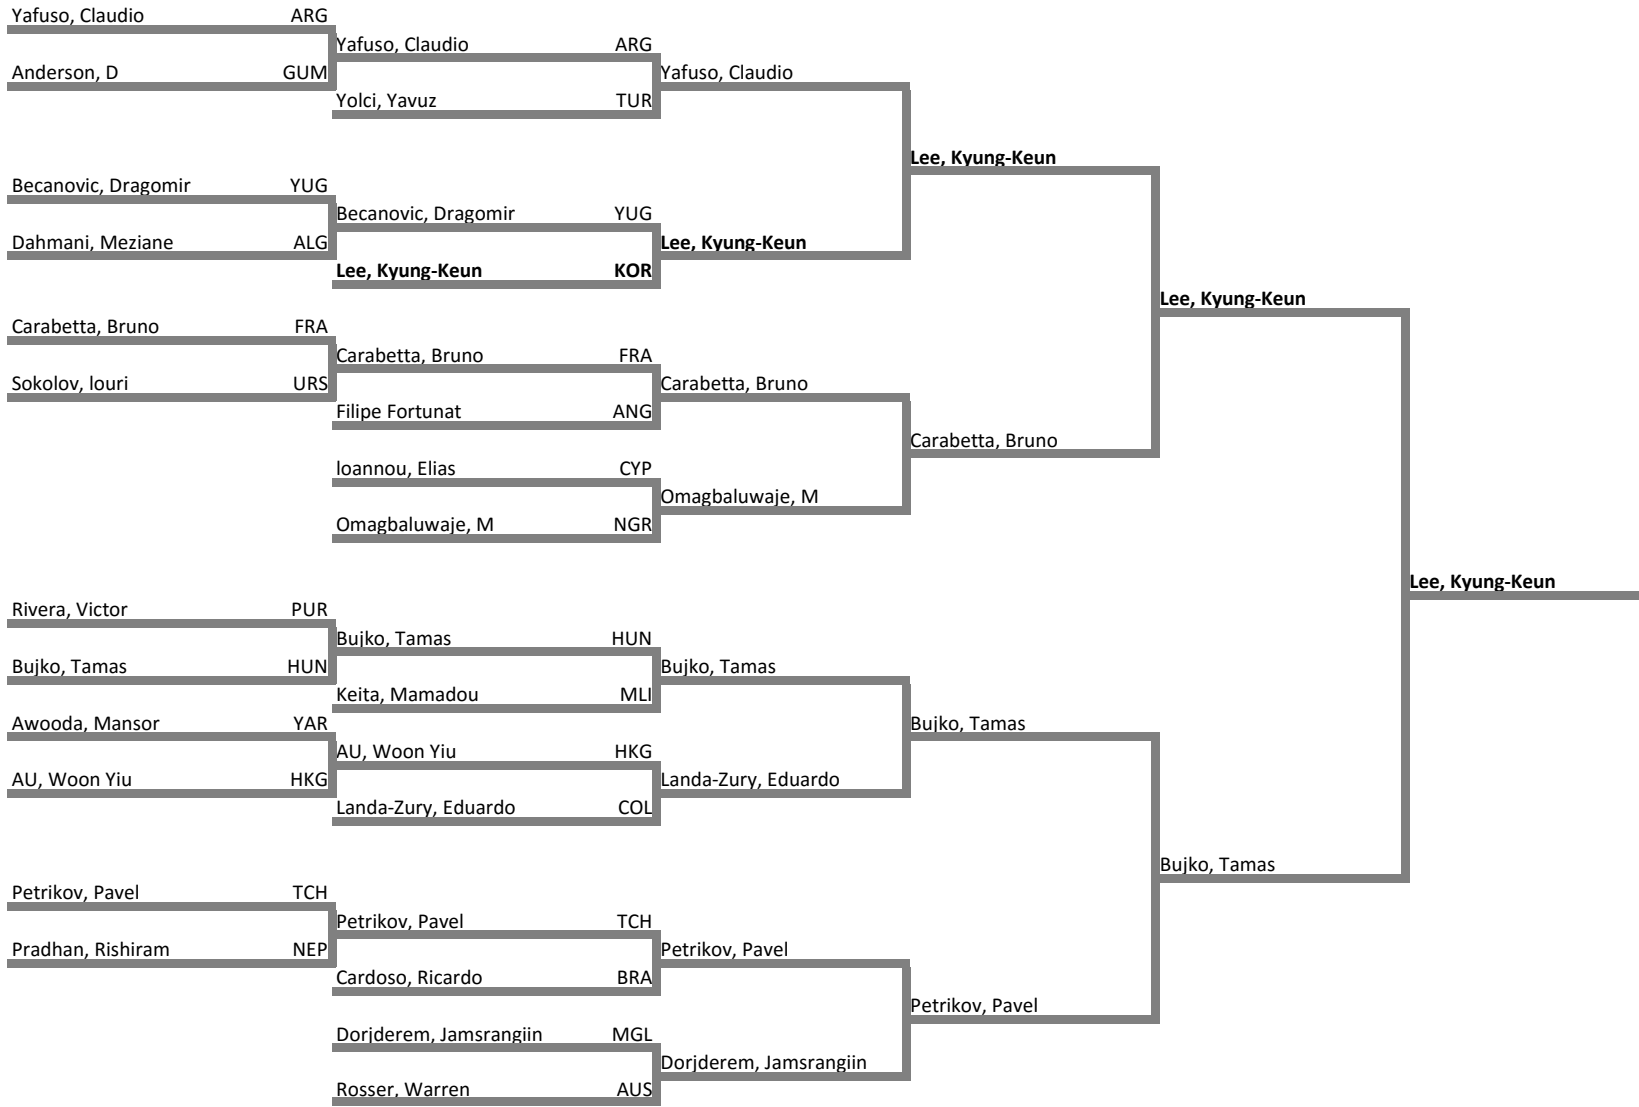 Yafuso, Claudio ARG
Yafuso, Claudio ARG
Anderson, D GUM
Yafuso, Claudio
Yolci, Yavuz TUR
Lee, Kyung-Keun
Becanovic, Dragomir YUG
Becanovic, Dragomir YUG
Dahmani, Meziane ALG
Lee, Kyung-Keun
Lee, Kyung-Keun KOR
Lee, Kyung-Keun
Carabetta, Bruno FRA
Carabetta, Bruno FRA
Sokolov, Iouri URS
Carabetta, Bruno
Filipe Fortunat ANG
Carabetta, Bruno
Ioannou, Elias CYP
Omagbaluwaje, M
Omagbaluwaje, M NGR
Lee, Kyung-Keun
Rivera, Victor PUR
Bujko, Tamas HUN
Bujko, Tamas HUN
Bujko, Tamas
Keita, Mamadou MLI
Awooda, Mansor YAR
Bujko, Tamas
AU, Woon Yiu HKG
AU, Woon Yiu HKG
Landa-Zury, Eduardo
Landa-Zury, Eduardo COL
Bujko, Tamas
Petrikov, Pavel TCH
Petrikov, Pavel TCH
Pradhan, Rishiram NEP
Petrikov, Pavel
Cardoso, Ricardo BRA
Petrikov, Pavel
Dorjderem, Jamsrangiin MGL
Dorjderem, Jamsrangiin
Rosser, Warren AUS